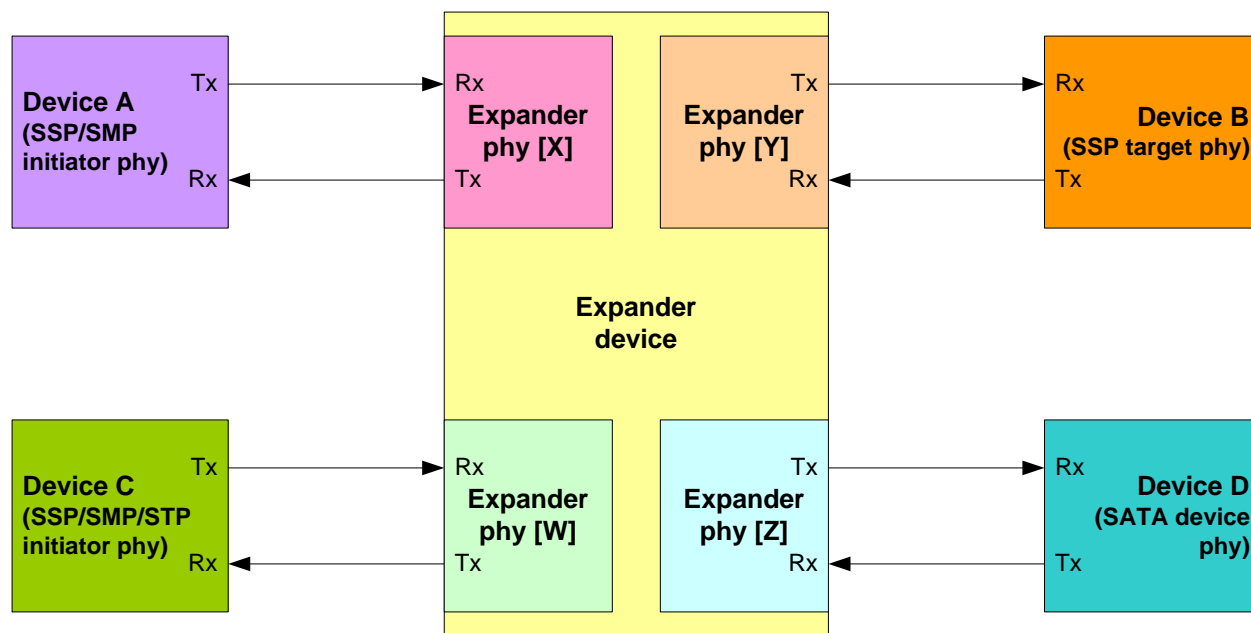 Device A
(SSP/SMP
initiator phy)
Tx
Rx
Rx
Expander
phy [X]
Tx
Tx
Expander
phy [Y]
Rx
Rx
Device B
(SSP target phy)
Tx
Expander
device
Device C
(SSP/SMP/STP
initiator phy)
Tx
Rx
Rx
Expander
phy [W]
Tx
Tx
Expander
phy [Z]
Rx
Rx
Device D
(SATA device
phy)
Tx